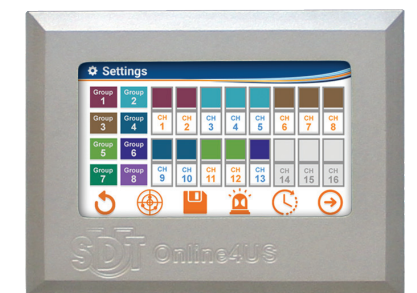 Settings
Group 1 Group 2
CH 1 CH 2 CH 3 CH 4 CH 5 CH 6 CH 7 CH 8
Group 3 Group 4
Group 5 Group 6
CH 9 CH 10 CH 11 CH 12 CH 13 CH 14 CH 15 CH 16
Group 7 Group 8
SDT Online4US